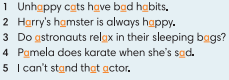 1 Unhappy cats have bad habits.
2 Harry's hamster is always happy.
3 Do astronauts relax in their sleeping bags?
4 Pamela does karate when she's sad.
5 I can't stand that actor.